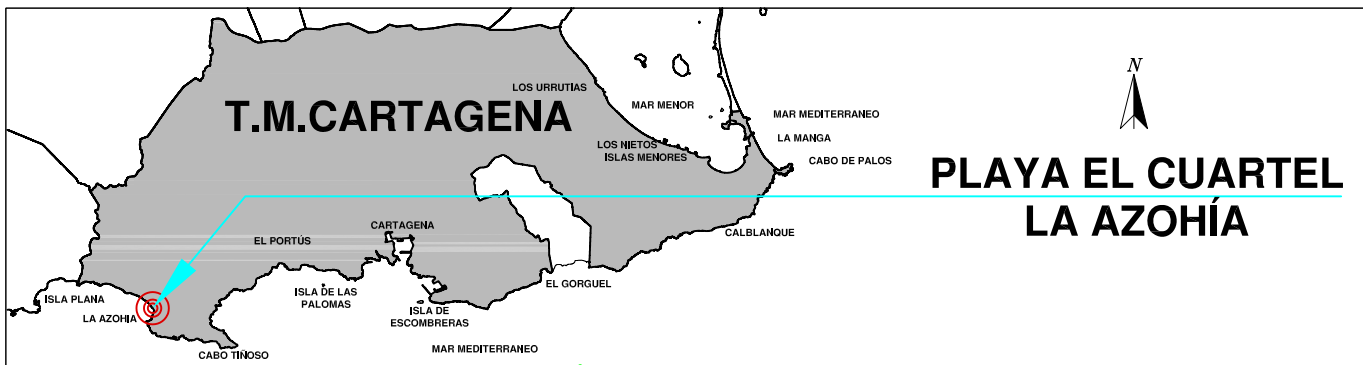 N
LOS URRUTIAS
MAR MENOR
T.M.CARTAGENA
MAR MEDITERRANEO
LA MANGA
LOS NIETOS
ISLAS MENORES
CABO DE PALOS
PLAYA EL CUARTEL
LA AZOHÍA
CARTAGENA
CALBLANQUE
EL PORTÚS
EL GORGUEL
ISLA DE LAS
PALOMAS
ISLA PLANA
LA AZOHIA
ISLA DE
ESCOMBRERAS
MAR MEDITERRANEO
CABO TIÑOSO